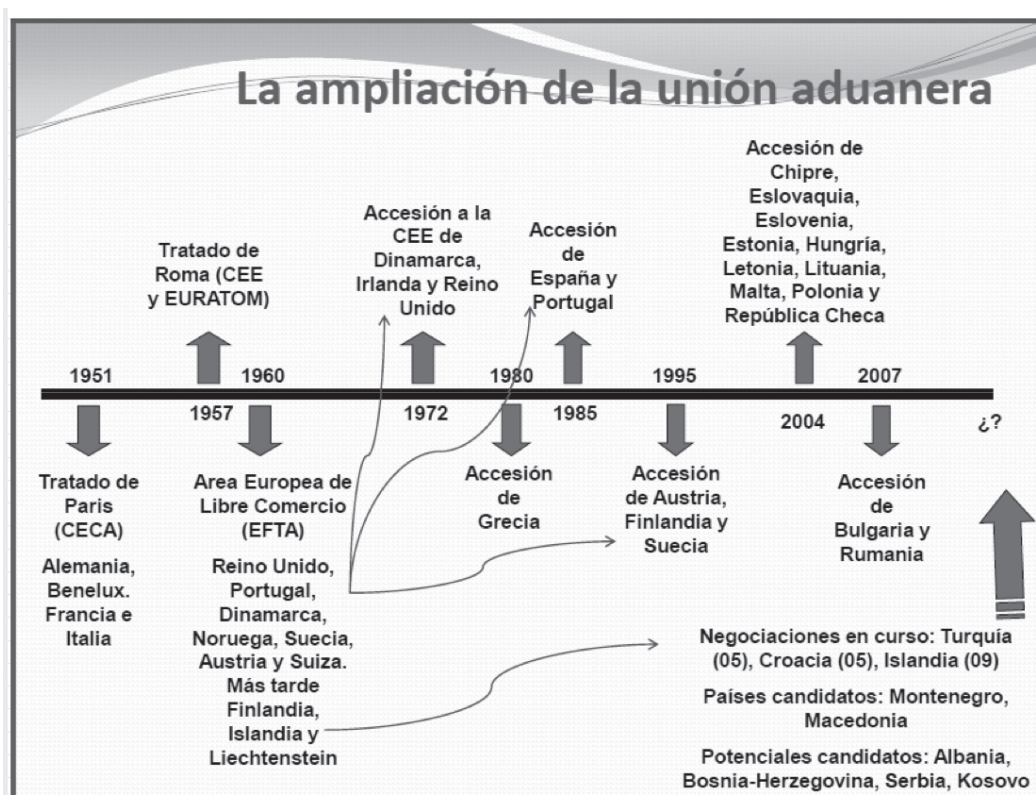 La ampliación de la unión aduanera
Tratado de
Roma (CEE
y EURATOM)
Accesión a la
CEE de
Dinamarca,
Irlanda y Reino
Unido
Accesión
de
España y
Portugal
Accesión de
Chipre,
Eslovaquia,
Eslovenia,
Estonia, Hungría,
Letonia, Lituania,
Malta, Polonia y
República Checa
1951
1960
1980
1995
2007
1957
1972
1985
2004
¿?
Tratado de
Paris
(CECA)
Alemania,
Benelux.
Francia e
Italia
Area Europea de
Libre Comercio
(EFTA)
Reino Unido,
Portugal,
Dinamarca,
Noruega, Suecia,
Austria y Suiza.
Más tarde
Finlandia,
Islandia y
Liechtenstein
Accesión
de
Grecia
Accesión
de Austria,
Finlandia y
Suecia
Accesión
de
Bulgaria y
Rumania
Negociaciones en curso: Turquía
(05), Croacia (05), Islandia (09)
Países candidatos: Montenegro,
Macedonia
Potenciales candidatos: Albania,
Bosnia-Herzegovina, Serbia, Kosovo